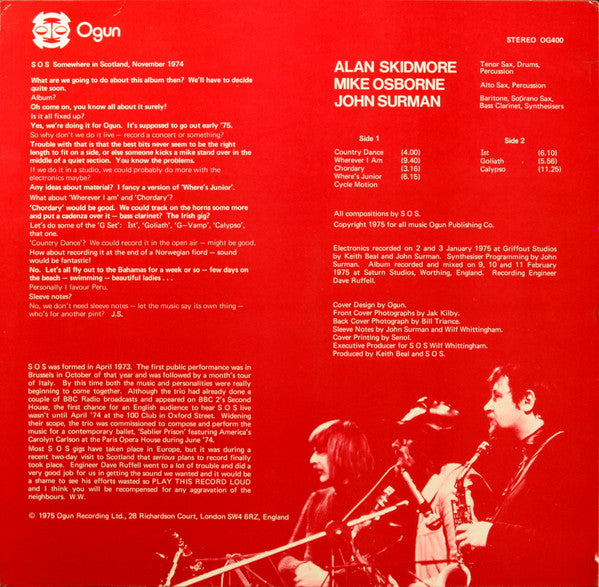 Ogun
STEREO OG400
S O S Somewhere in Scotland, November 1974
What are we going to do about this album then? We'll have to decide
quite soon.
Album?
Oh come on, you know all about it surely!
Is it all fixed up?
Yes, we're doing it for Ogun. It's supposed to go out early '75.
So why don't we do it live — record a concert or something?
Trouble with that is that the best bits never seem to be the right
length to fit on a side, or else someone kicks a mike stand over in the
middle of a quiet section. You know the problems.
If we do it in a studio, we could probably do more with the
electronics maybe?
Any ideas about material? I fancy a version of 'Where's Junior'.
What about 'Wherever I am' and 'Chordary'?
'Chordary' would be good. We could track on the horns some more
and put a cadenza over it — bass clarinet? The Irish gig?
Let's do some of the 'G Set': Ist', 'Goliath', 'G–Vamp', 'Calypso',
that one.
'Country Dance'? We could record it in the open air — might be good.
How about recording it at the end of a Norwegian fiord — sound
would be fantastic!
No. Let's all fly out to the Bahamas for a week or so — few days on
the beach — swimming — beautiful ladies . . .
Personally I favour Peru.
Sleeve notes?
No, we don't need sleeve notes — let the music say its own thing —
who's for another pint? J.S.
S O S was formed in April 1973. The first public performance was in
Brussels in October of that year and was followed by a month's tour
of Italy. By this time both the music and personalities were really
beginning to come together. Although the trio had already done a
couple of BBC Radio broadcasts and appeared on BBC 2's Second
House, the first chance for an English audience to hear S O S live
wasn't until April '74 at the 100 Club in Oxford Street. Widening
their scope, the trio was commissioned to compose and perform the
music for a contemporary ballet, 'Sablier Prison' featuring America's
Carolyn Carlson at the Paris Opera House during June '74.
Most S O S gigs have taken place in Europe, but it was during a
recent two-day visit to Scotland that serious plans to record finally
took place. Engineer Dave Ruffell went to a lot of trouble and did a
very good job for us in getting the sound we wanted and it would be
a shame to see his efforts wasted so PLAY THIS RECORD LOUD
and I think you will be recompensed for any aggravation of the
neighbours. W.W.
© 1975 Ogun Recording Ltd., 28 Richardson Court, London SW4 6RZ, England
ALAN SKIDMORE Tenor Sax, Drums,
Percussion
MIKE OSBORNE Alto Sax, Percussion
JOHN SURMAN Baritone, Soprano Sax,
Bass Clarinet, Synthesisers
Side 1
Country Dance (4.00)
Wherever I Am (9.40)
Chordary (3.16)
Where's Junior (6.15)
Cycle Motion
Side 2
Ist (6.10)
Goliath (5.56)
Calypso (11.25)
All compositions by S O S.
Copyright 1975 for all music Ogun Publishing Co.
Electronics recorded on 2 and 3 January 1975 at Griffout Studios
by Keith Beal and John Surman. Synthesiser Programming by John
Surman. Album recorded and mixed on 9, 10 and 11 February
1975 at Saturn Studios, Worthing, England. Recording Engineer
Dave Ruffell.
Cover Design by Ogun.
Front Cover Photographs by Jak Kilby.
Back Cover Photograph by Bill Triance.
Sleeve Notes by John Surman and Wilf Whittingham.
Cover Printing by Senol.
Executive Producer for S O S Wilf Whittingham.
Produced by Keith Beal and S O S.